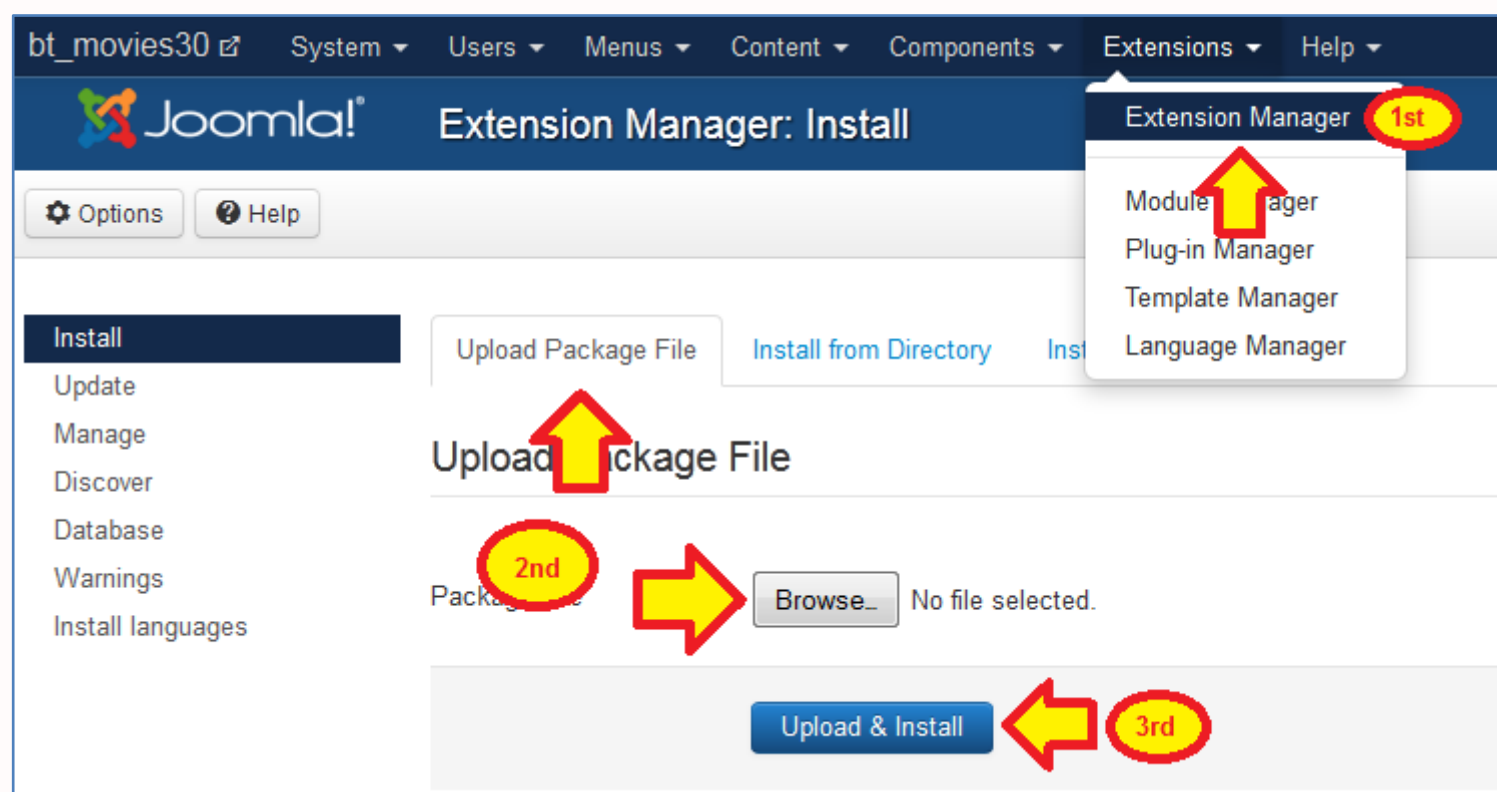 bt_movies30 System Users Menus Content Components Extensions Help
Joomla!® Extension Manager: Install
Extension Manager 1st
Options Help
Module
Plug-in Manager
Template Manager
Language Manager
Install
Update
Manage
Discover
Database
Warnings
Install languages
Upload Package File Install from Directory
Upload Package File
2nd
Browse... No file selected.
Upload & Install 3rd